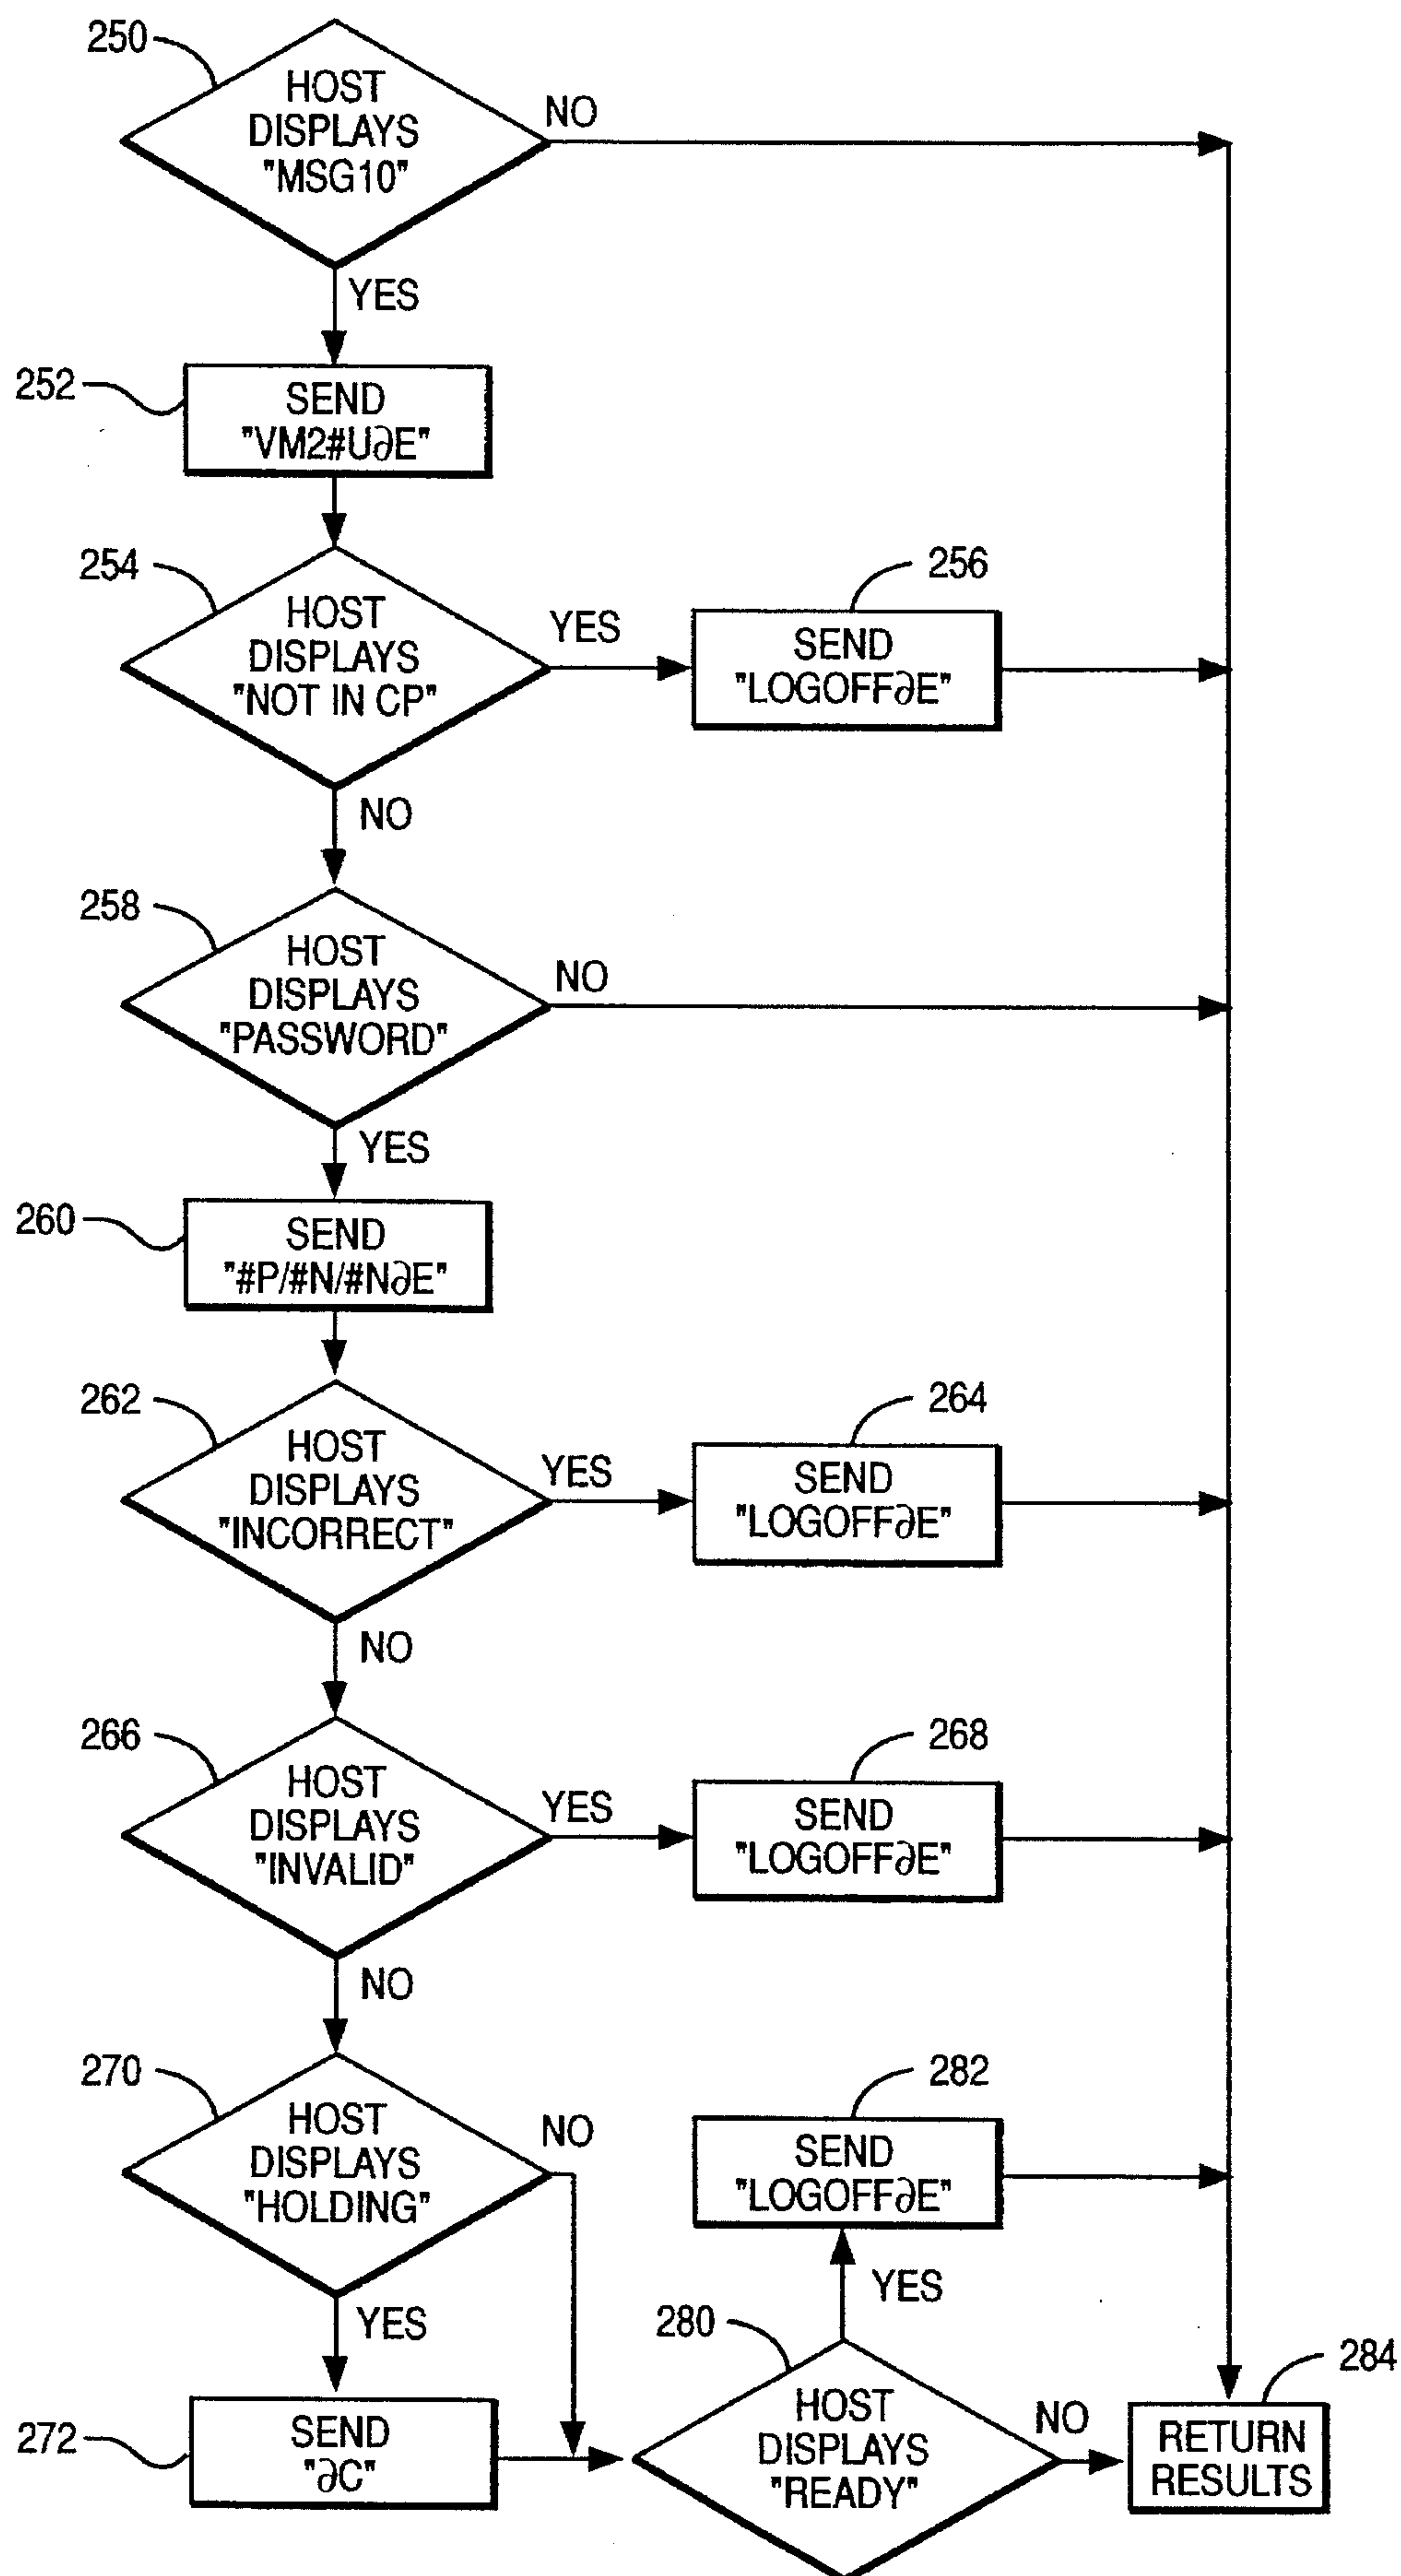 250
HOST
DISPLAYS
"MSG10"
NO
YES
252
SEND
"VM2#U∂E"
254
HOST
DISPLAYS
"NOT IN CP"
YES
256
SEND
"LOGOFF∂E"
NO
258
HOST
DISPLAYS
"PASSWORD"
NO
YES
260
SEND
"#P/#N/#N∂E"
262
HOST
DISPLAYS
"INCORRECT"
YES
264
SEND
"LOGOFF∂E"
NO
266
HOST
DISPLAYS
"INVALID"
YES
268
SEND
"LOGOFF∂E"
NO
270
HOST
DISPLAYS
"HOLDING"
NO
282
SEND
"LOGOFF∂E"
YES
YES
272
SEND
"∂C"
280
HOST
DISPLAYS
"READY"
NO
284
RETURN
RESULTS